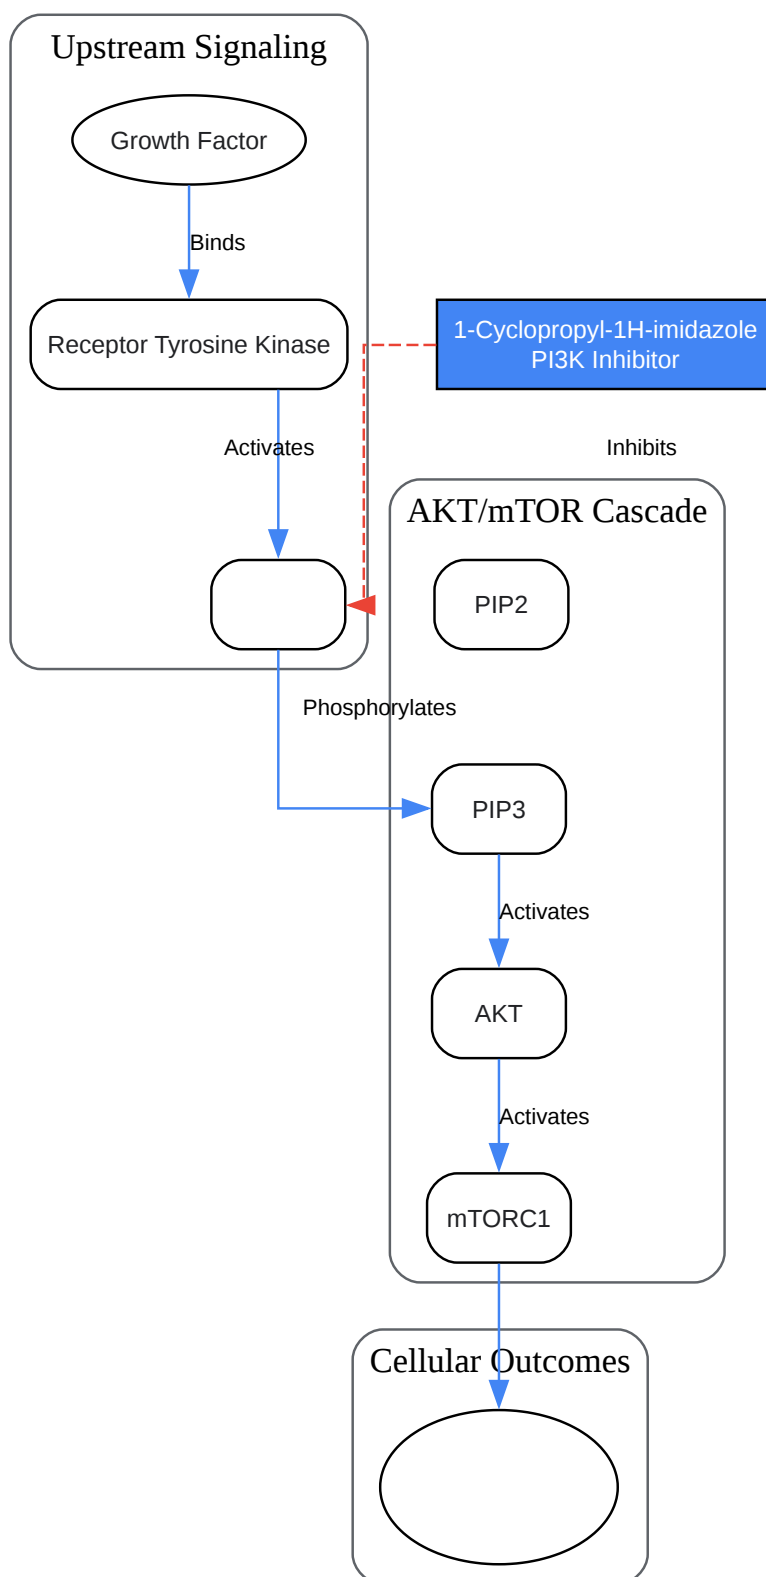 Upstream Signaling
Growth Factor
Binds
Receptor Tyrosine Kinase
1-Cyclopropyl-1H-imidazole
PI3K Inhibitor
Activates
Inhibits
AKT/mTOR Cascade
PIP2
Phosphorylates
PIP3
Activates
AKT
Activates
mTORC1
Cellular Outcomes